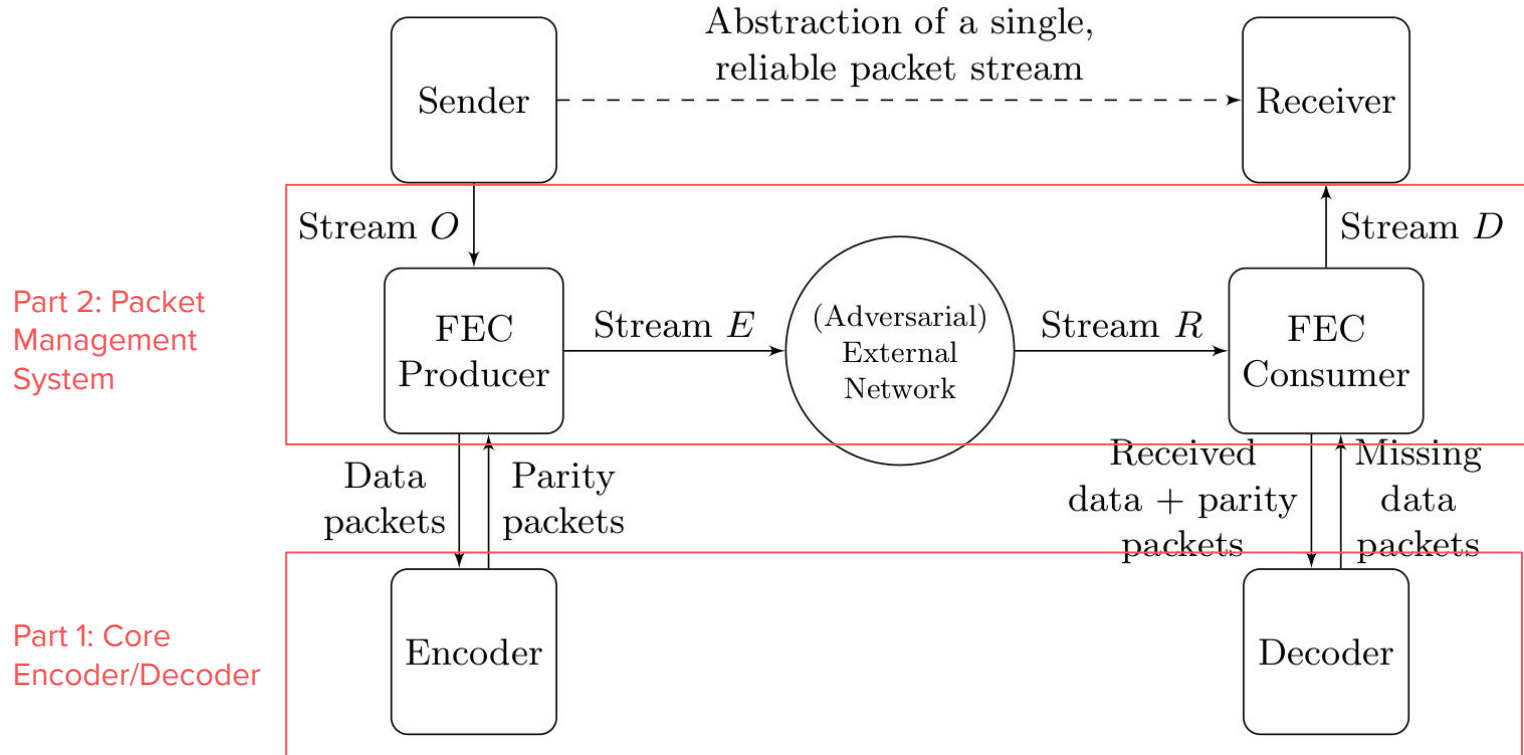 Abstraction of a single,
reliable packet stream
Sender
Receiver
Stream O
Stream D
Part 2: Packet
Management
System
FEC
Producer
Stream E
(Adversarial)
External
Network
Stream R
FEC
Consumer
Data
packets
Parity
packets
Received
data + parity
packets
Missing
data
packets
Part 1: Core
Encoder/Decoder
Encoder
Decoder